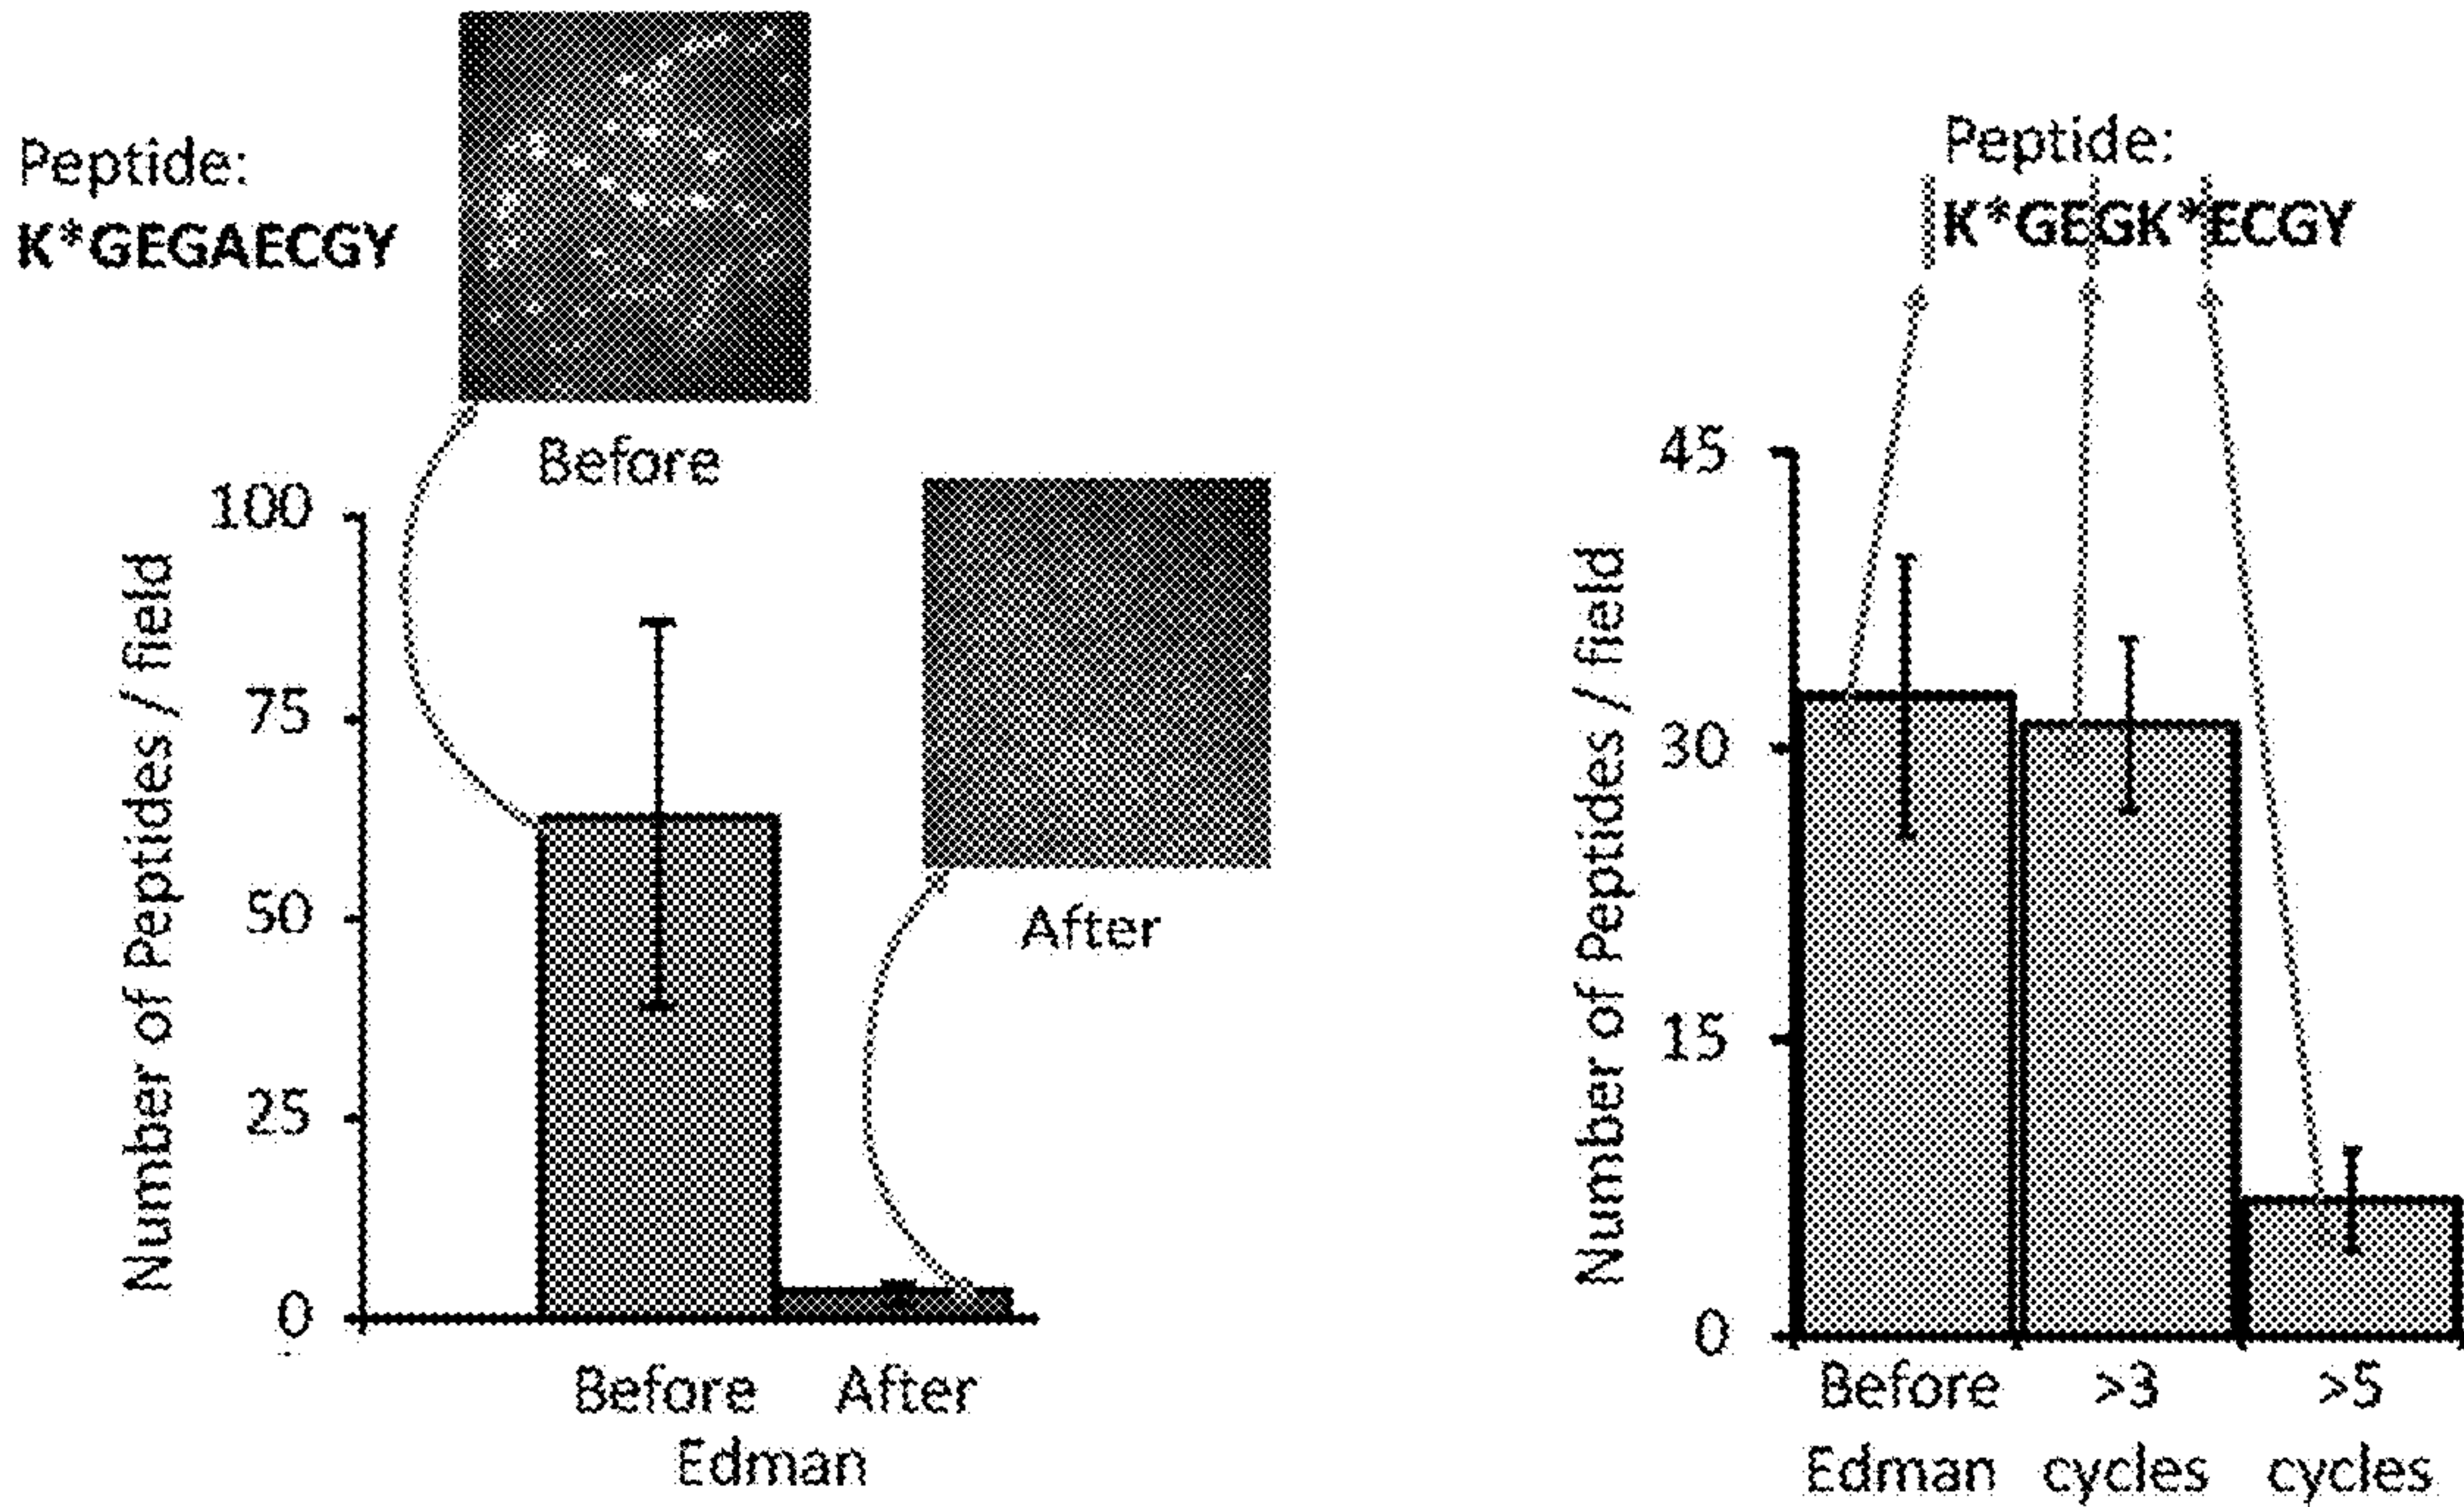 Peptide:
K*GEGAECGY
Before
After
Number of Peptides / field
100
75
50
25
0
Before After
Edman
Peptide:
K*GEGK*ECGY
Number of Peptides / field
45
30
15
0
Before >3 >5
Edman cycles cycles